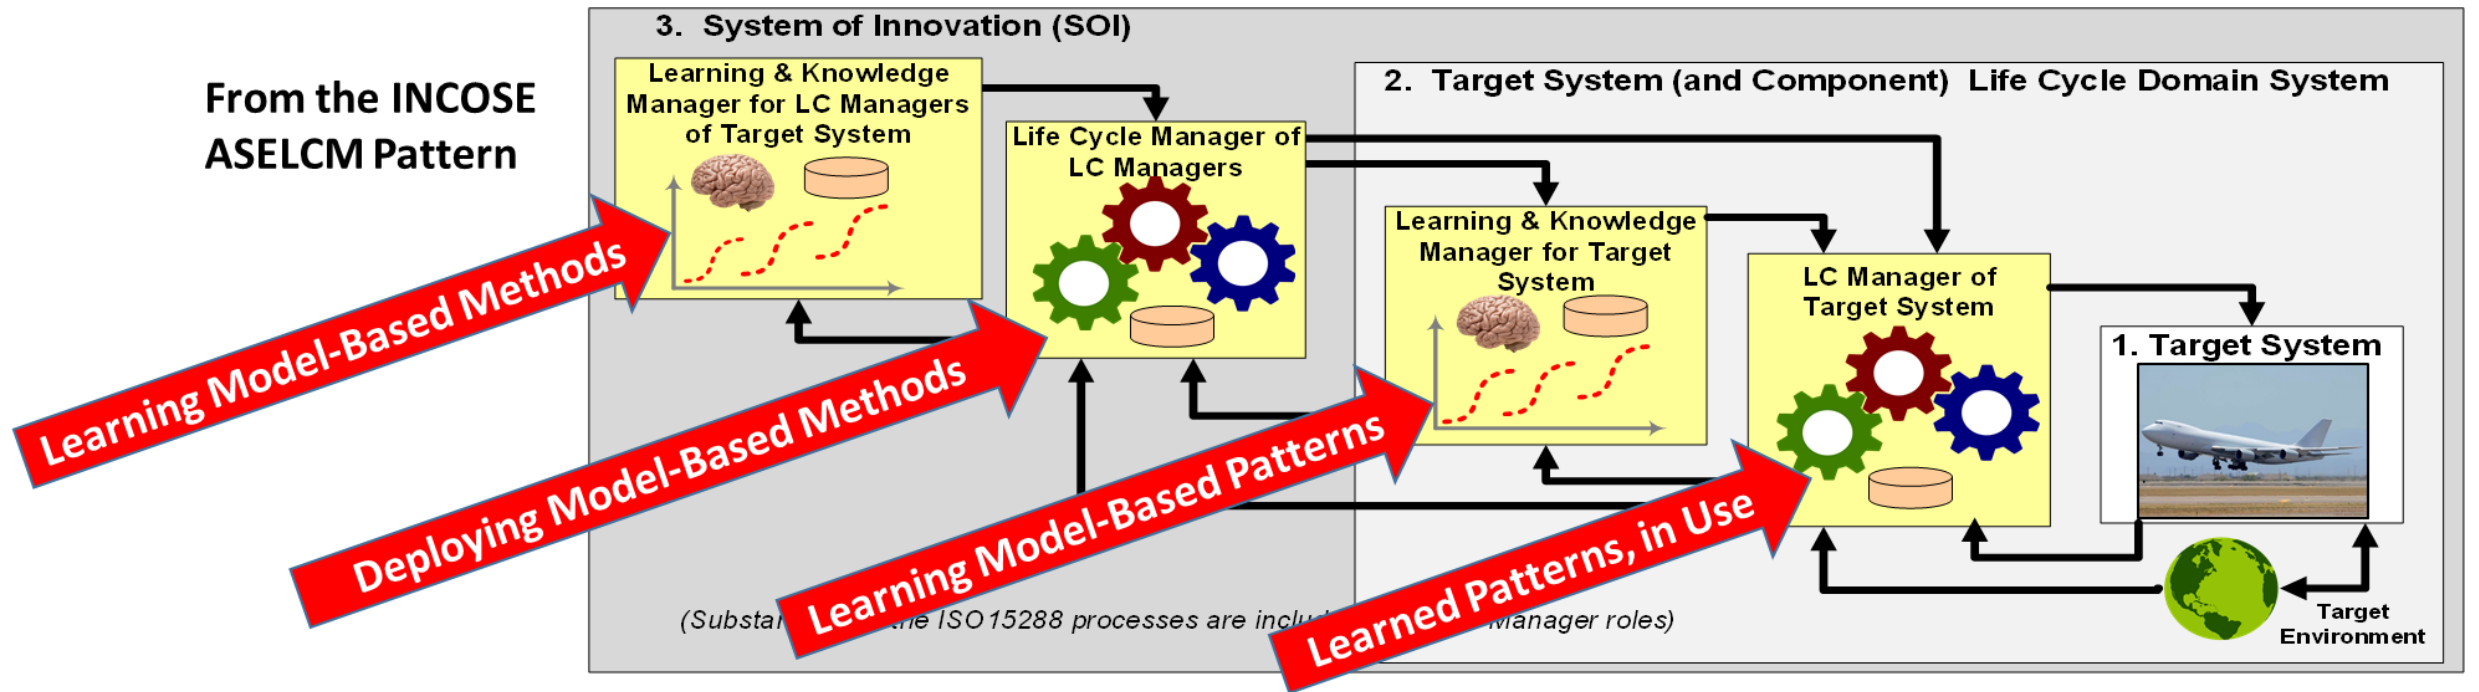 3. System of Innovation (SOI)
From the INCOSE
ASELCM Pattern
Learning & Knowledge
Manager for LC Managers
of Target System
2. Target System (and Component) Life Cycle Domain System
Life Cycle Manager of
LC Managers
Learning & Knowledge
Manager for Target
System
LC Manager of
Target System
1. Target System
Learning Model-Based Methods
Deploying Model-Based Methods
Learning Model-Based Patterns
Learned Patterns, in Use
(Substa the ISO15288 processes are inclu Manager roles)
Target
Environment